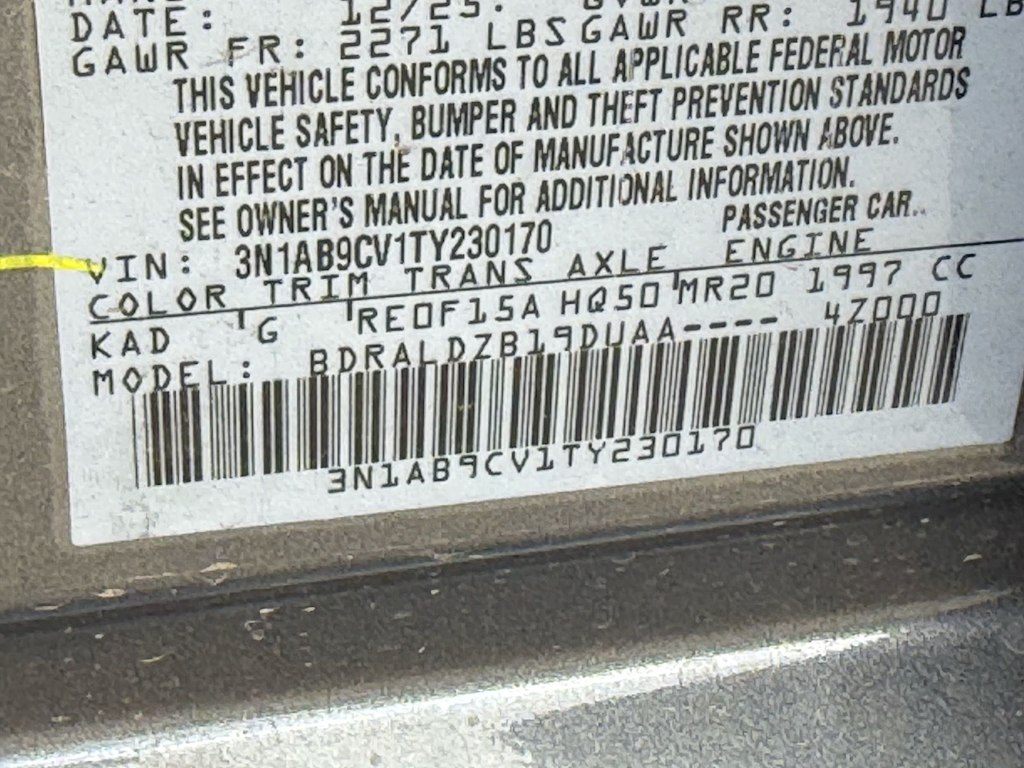 DATE: 12/25.
GAWR FR: 2271 LBS GAWR RR: 1940 LB
THIS VEHICLE CONFORMS TO ALL APPLICABLE FEDERAL MOTOR
VEHICLE SAFETY, BUMPER AND THEFT PREVENTION STANDARDS
IN EFFECT ON THE DATE OF MANUFACTURE SHOWN ABOVE.
SEE OWNER'S MANUAL FOR ADDITIONAL INFORMATION.
VIN: 3N1AB9CV1TY230170 PASSENGER CAR..
COLOR TRIM TRANS AXLE ENGINE
KAD G RE0F15A HQ50 MR20 1997 CC
MODEL: BDRALDZB19DUAA---- 4Z000
3N1AB9CV1TY230170